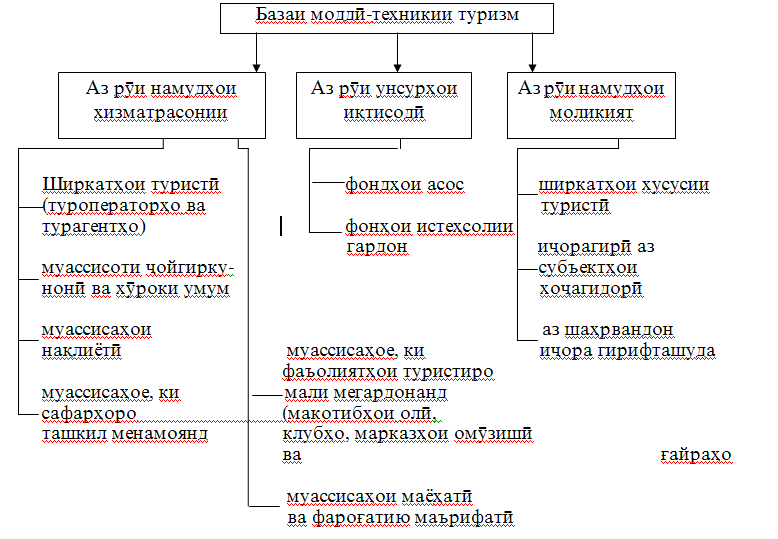 Базаи моддӣ-техникии туризм
Аз рӯи намудҳои
хизматрасонии
Аз рӯи унсурҳои
иқтисодӣ
Аз рӯи намудҳои
моликият
Ширкатҳои туристӣ
(туроператорҳо ва
турагентҳо)
муассисоти ҷойгирку-
нонӣ ва хӯроки умум
муассисаҳои
нақлиётӣ
муассисаҳое, ки
сафарҳоро
ташкил менамоянд
муассисаҳое, ки
фаъолиятҳои туристиро
мали мегардонанд
(макотибҳои олӣ,
клубҳо, марказҳои омӯзишӣ
ва ғайраҳо
муассисаҳои маёҳатӣ
ва фароғатию маърифатӣ
фондҳои асос
фонҳои истеҳсолии
гардон
ширкатҳои хусусии
туристӣ
иҷорагирӣ аз
субъектҳои
хоҷагидорӣ
аз шаҳрвандон
иҷора гирифташуда